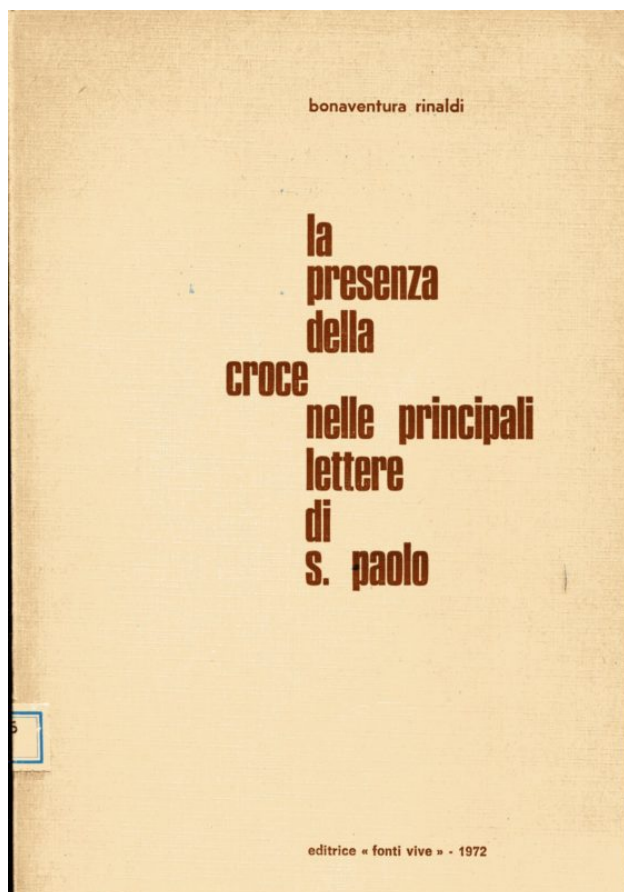 bonaventura rinaldi
la
presenza
della
croce
nelle principali
lettere
di
s. paolo
editrice « fonti vive » - 1972